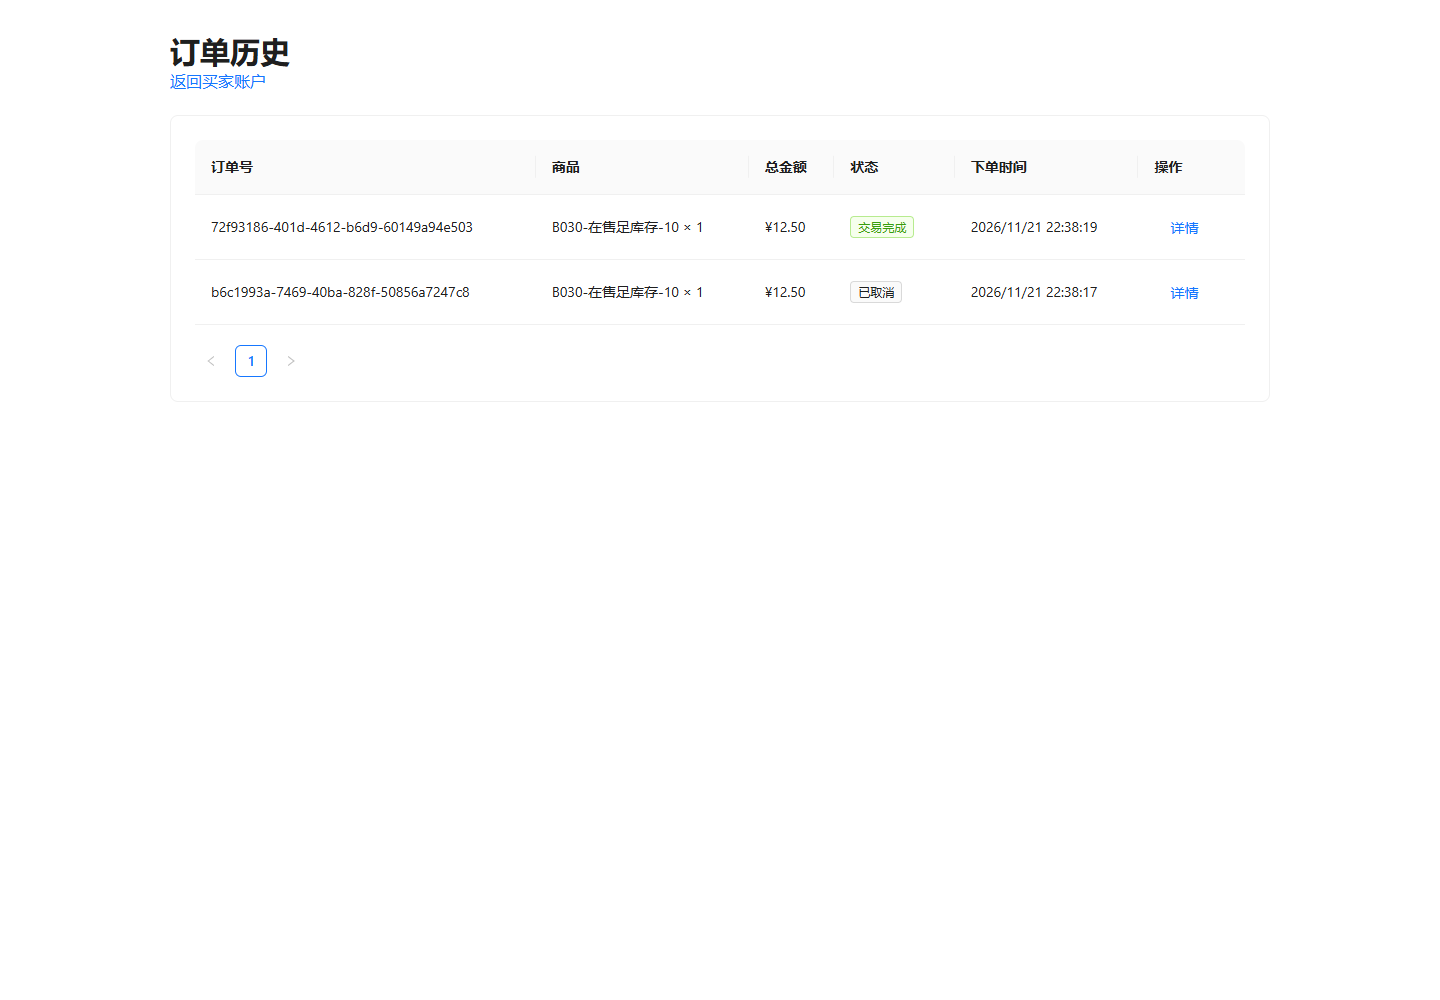 订单历史
返回买家账户
订单号 商品 总金额 状态 下单时间 操作
72f93186-401d-4612-b6d9-60149a94e503 B030-在售足库存-10 × 1 ¥12.50 交易完成 2026/11/21 22:38:19 详情
b6c1993a-7469-40ba-828f-50856a7247c8 B030-在售足库存-10 × 1 ¥12.50 已取消 2026/11/21 22:38:17 详情
1